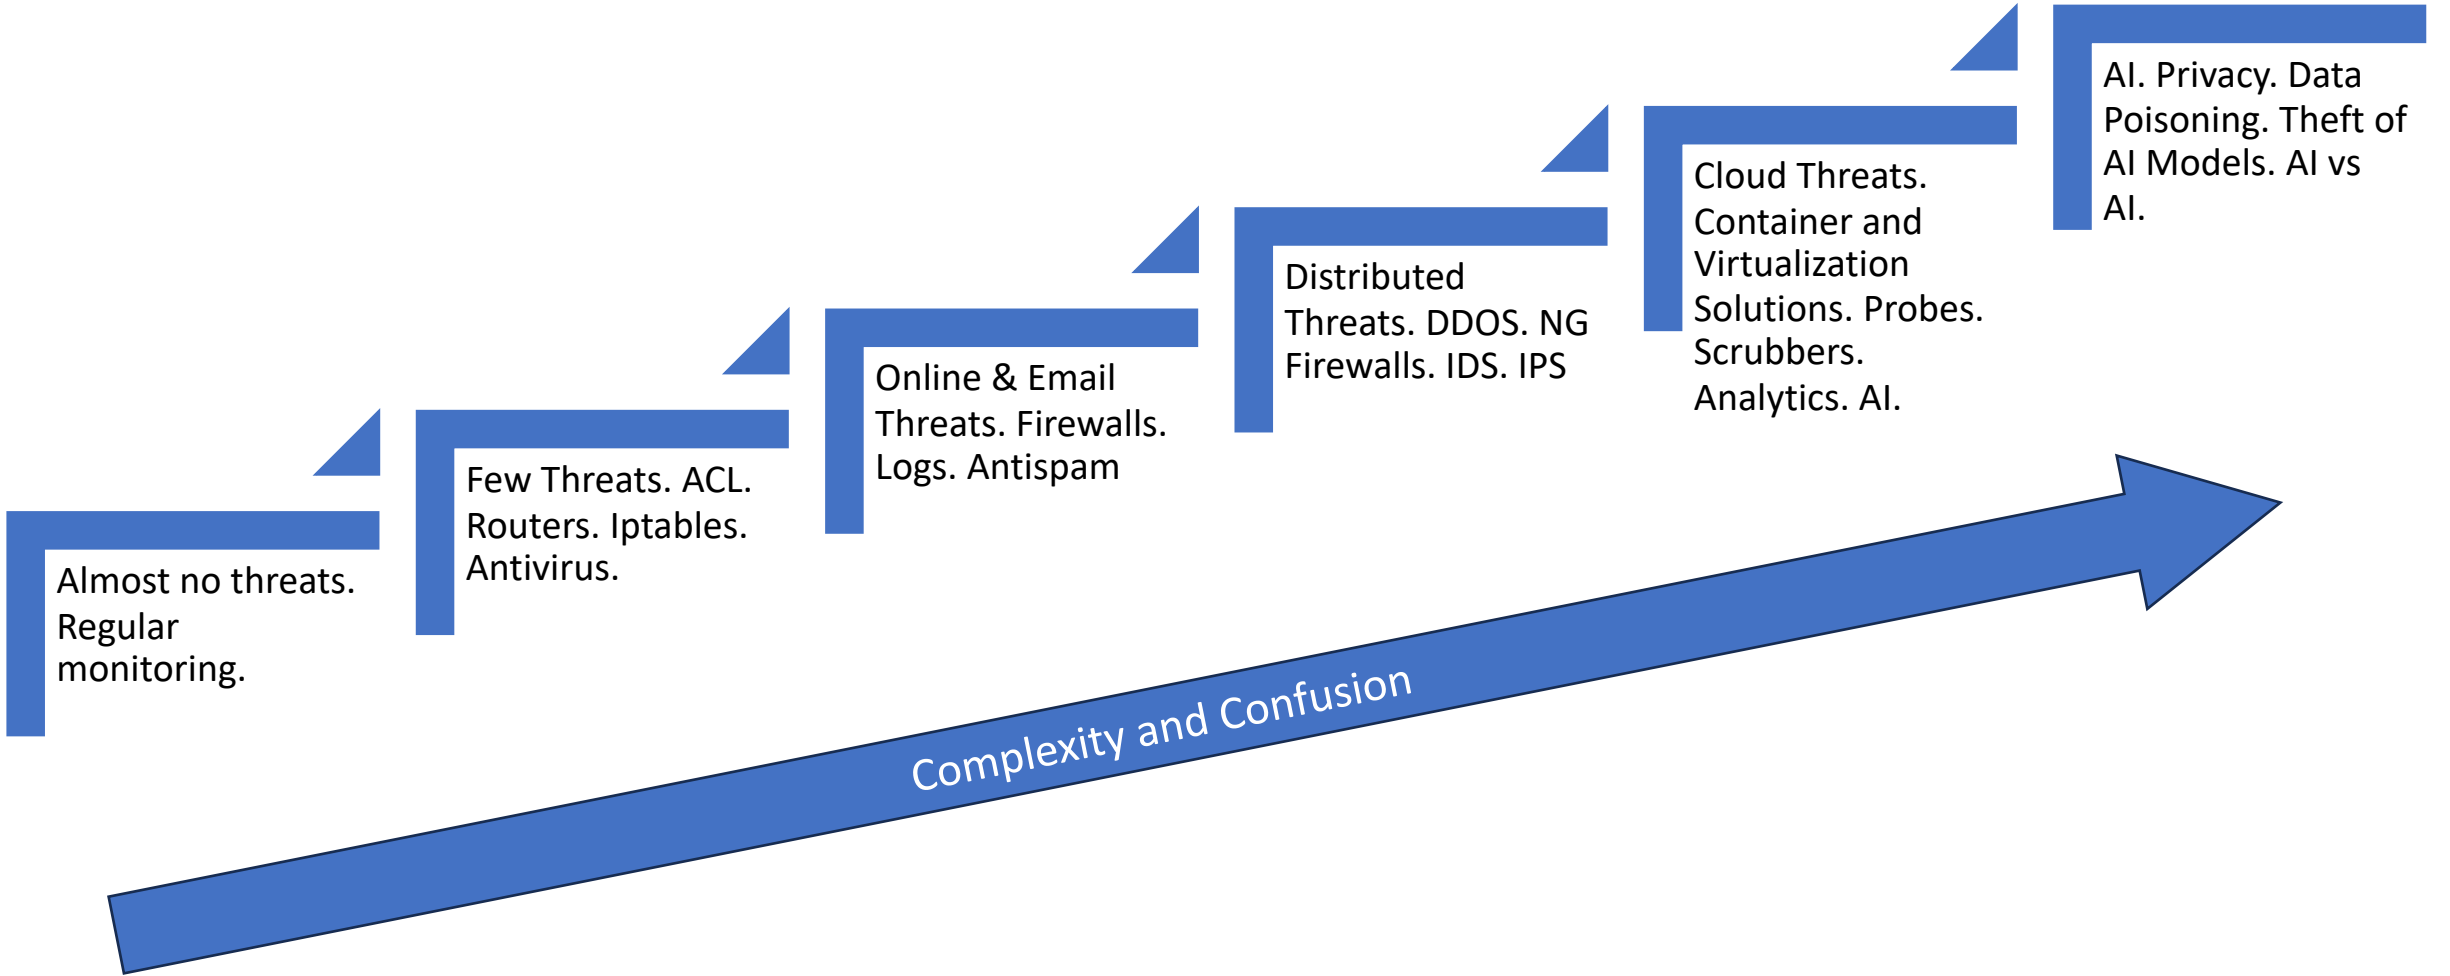 Almost no threats.
Regular
monitoring.
Few Threats. ACL.
Routers. Iptables.
Antivirus.
Online & Email
Threats. Firewalls.
Logs. Antispam
Distributed
Threats. DDOS. NG
Firewalls. IDS. IPS
Cloud Threats.
Container and
Virtualization
Solutions. Probes.
Scrubbers.
Analytics. AI.
AI. Privacy. Data
Poisoning. Theft of
AI Models. AI vs
AI.
Complexity and Confusion